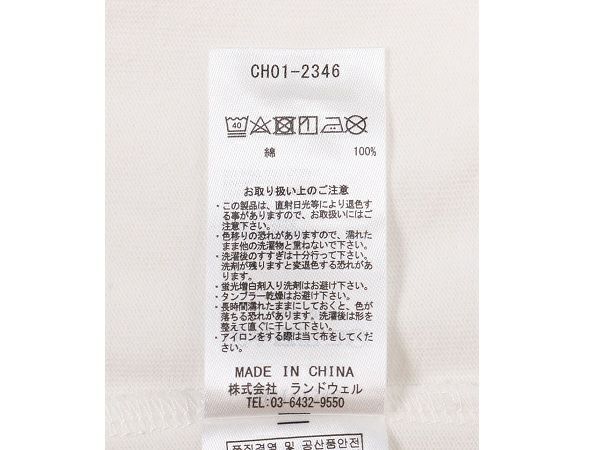 CH01-2346
40
綿 100%
お取り扱い上のご注意
・この製品は、直射日光等により退色す
る事がありますので、お取扱いにはご
注意下さい。
・色移りの恐れがありますので、濡れた
まま他の洗濯物と重ねないで下さい。
・洗濯後のすすぎは十分行って下さい。
洗剤が残りますと変退色する恐れがあ
ります。
・蛍光増白剤入り洗剤はお避け下さい。
・タンブラー乾燥はお避け下さい。
・長時間濡れたままにしておくと、色が
落ちる恐れがあります。洗濯後は形を
整えて直ぐに干して下さい。
・アイロンをする際は当て布をしてくだ
さい。
MADE IN CHINA
株式会社 ランドウェル
TEL:03-6432-9550
품질경영 및 공산품안전